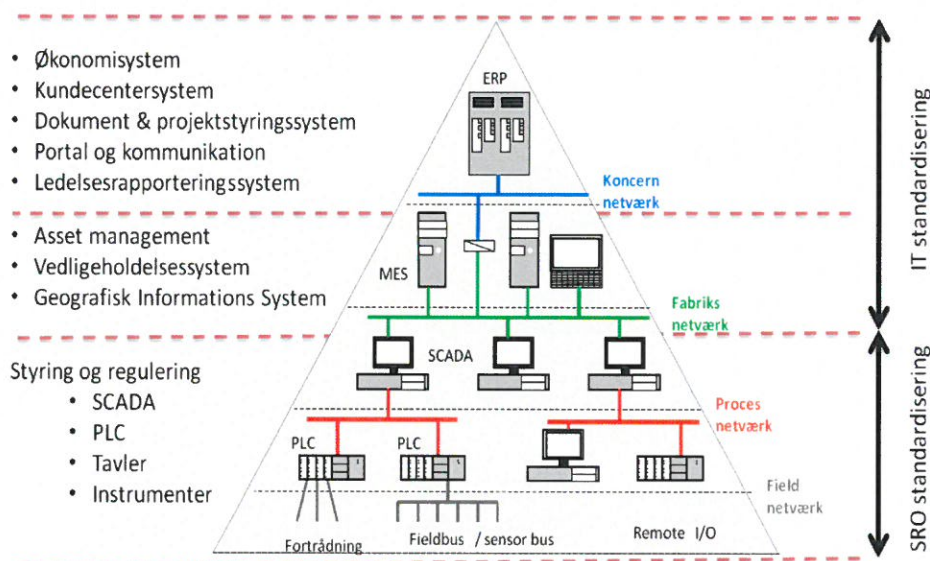 • Økonomisystem
• Kundecentersystem
• Dokument & projektstyringssystem
• Portal og kommunikation
• Ledelsesrapporteringssystem
• Asset management
• Vedligeholdelsessystem
• Geografisk Informations System
Styring og regulering
• SCADA
• PLC
• Tavler
• Instrumenter
ERP
Koncern
netværk
MES
Fabriks
netværk
SCADA
Proces
netværk
PLC
PLC
Field
netværk
Fortrådning
Fieldbus / sensor bus
Remote I/O
IT standardisering
SRO standardisering